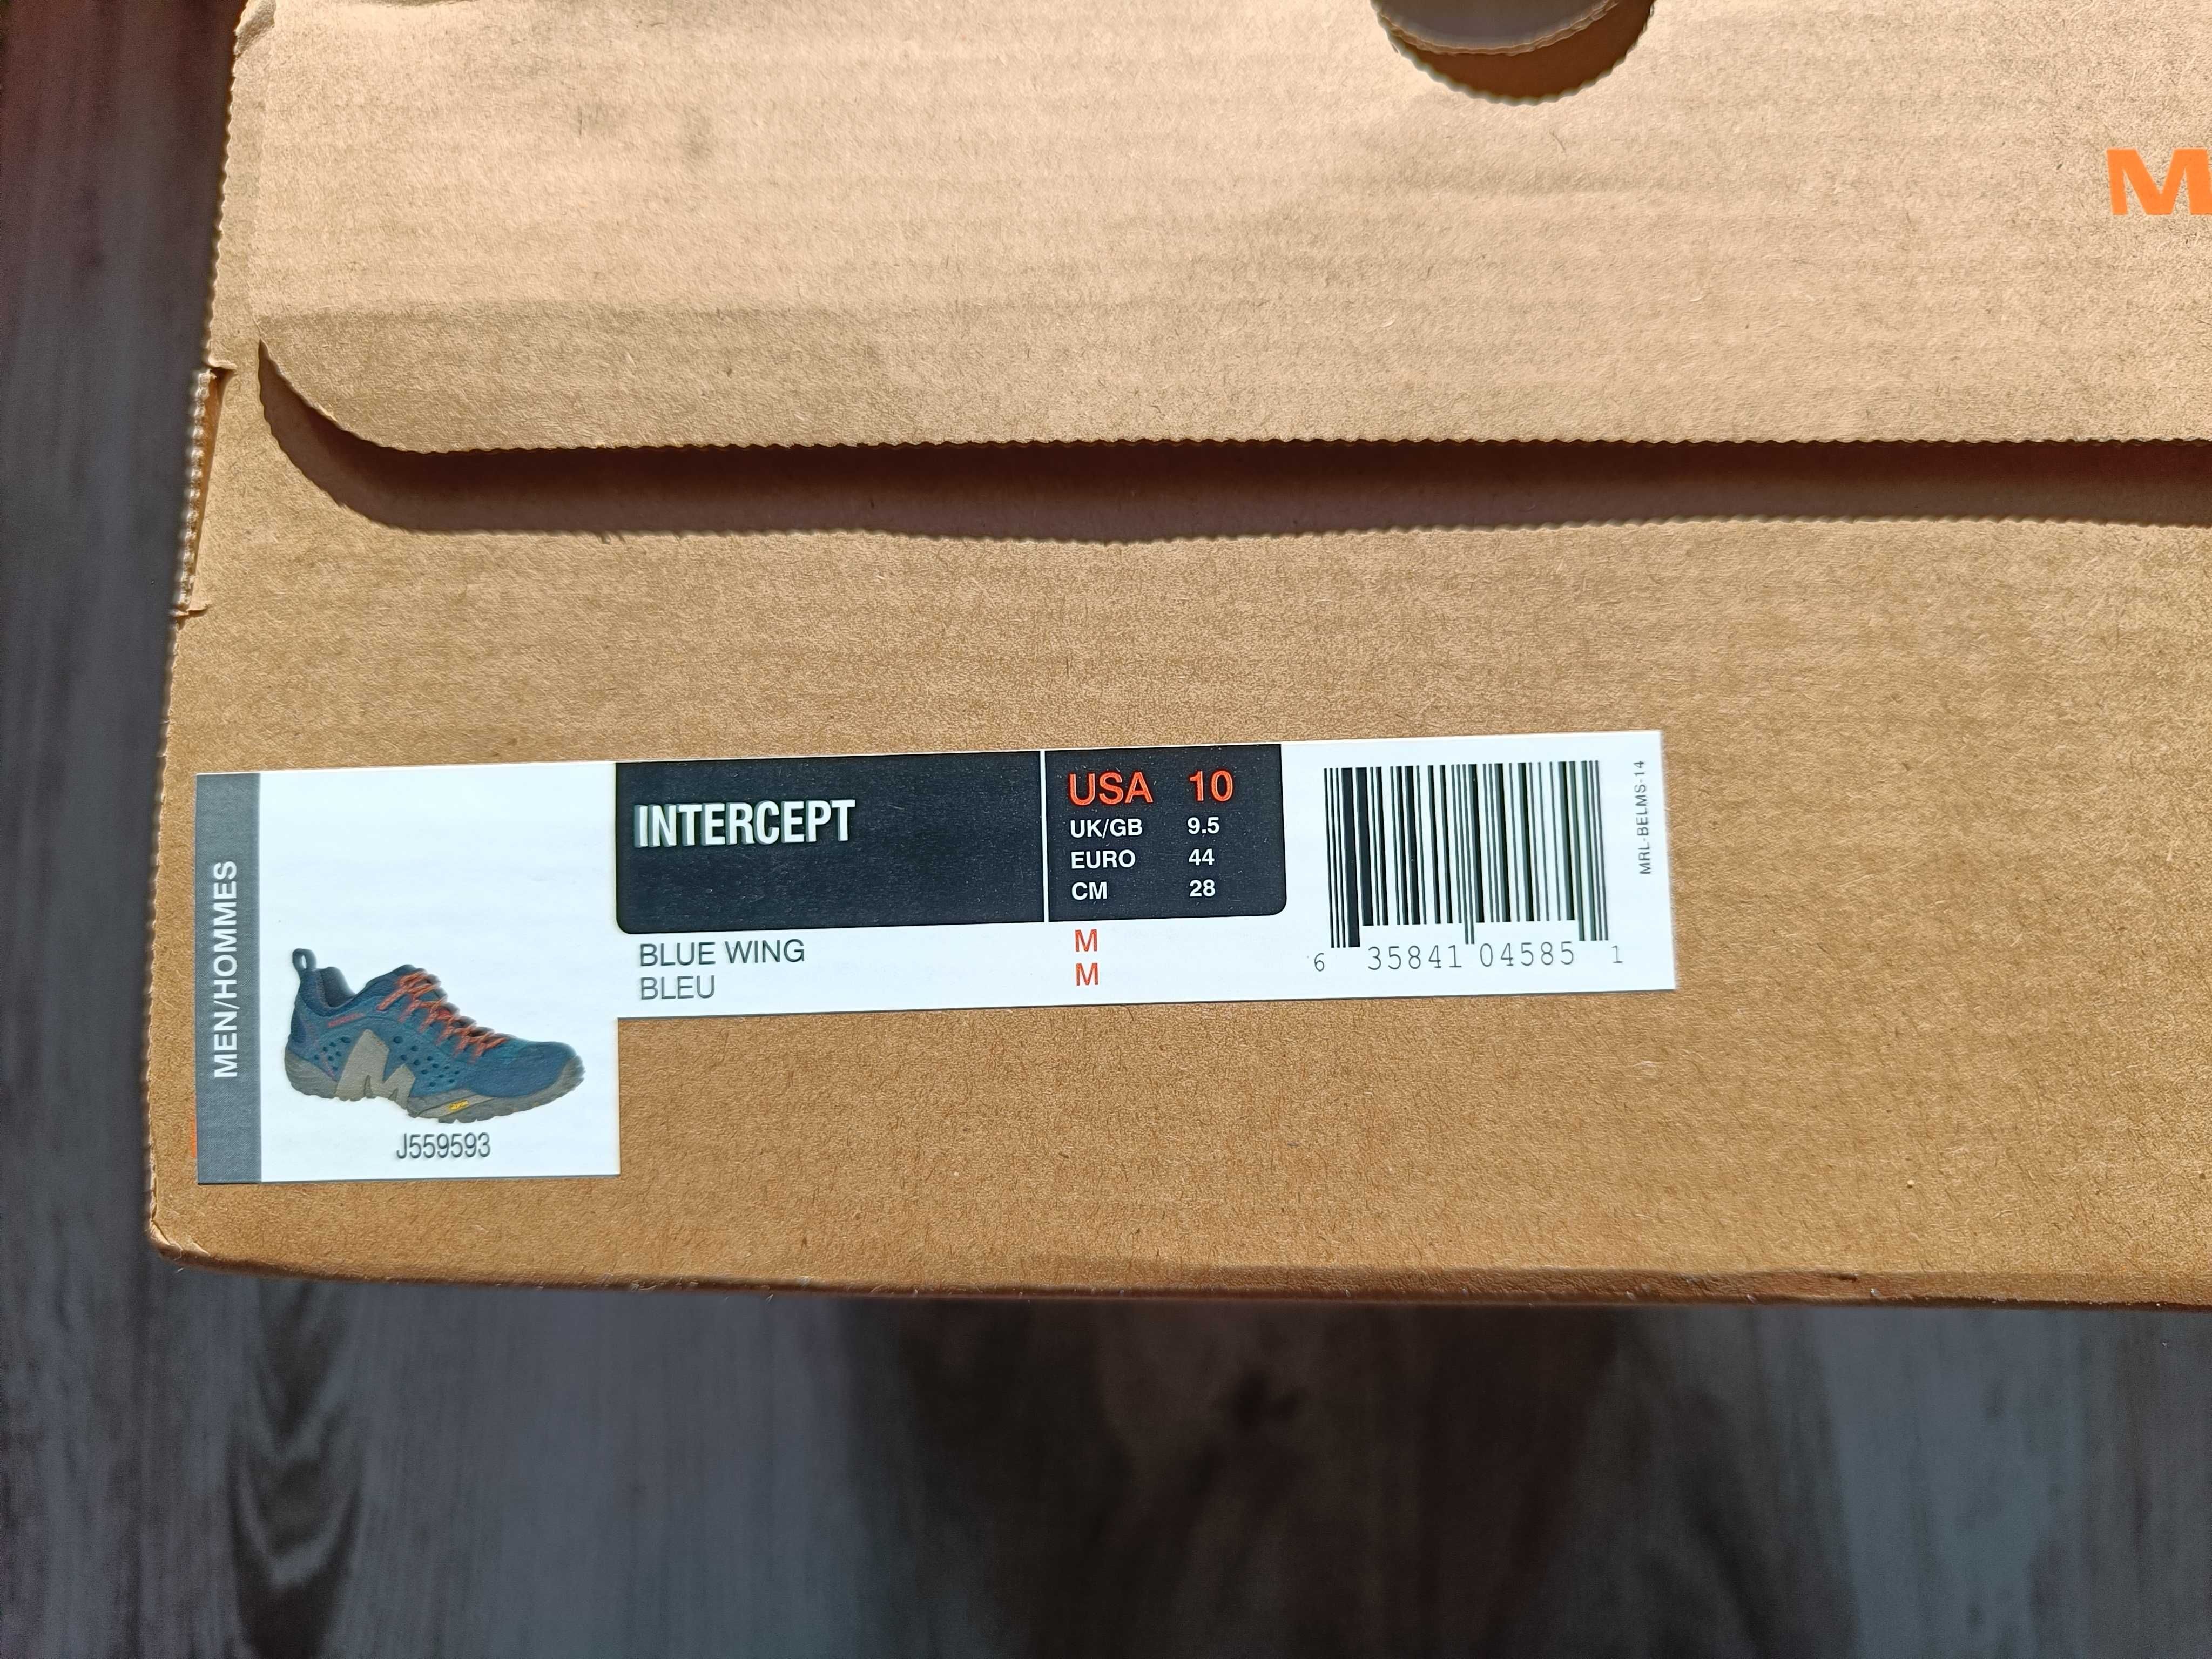 M
MEN/HOMMES
J559593
INTERCEPT
BLUE WING
BLEU
USA 10
UK/GB 9.5
EURO 44
CM 28
M
M
6 35841 04585 1
MRL-BELMS-14